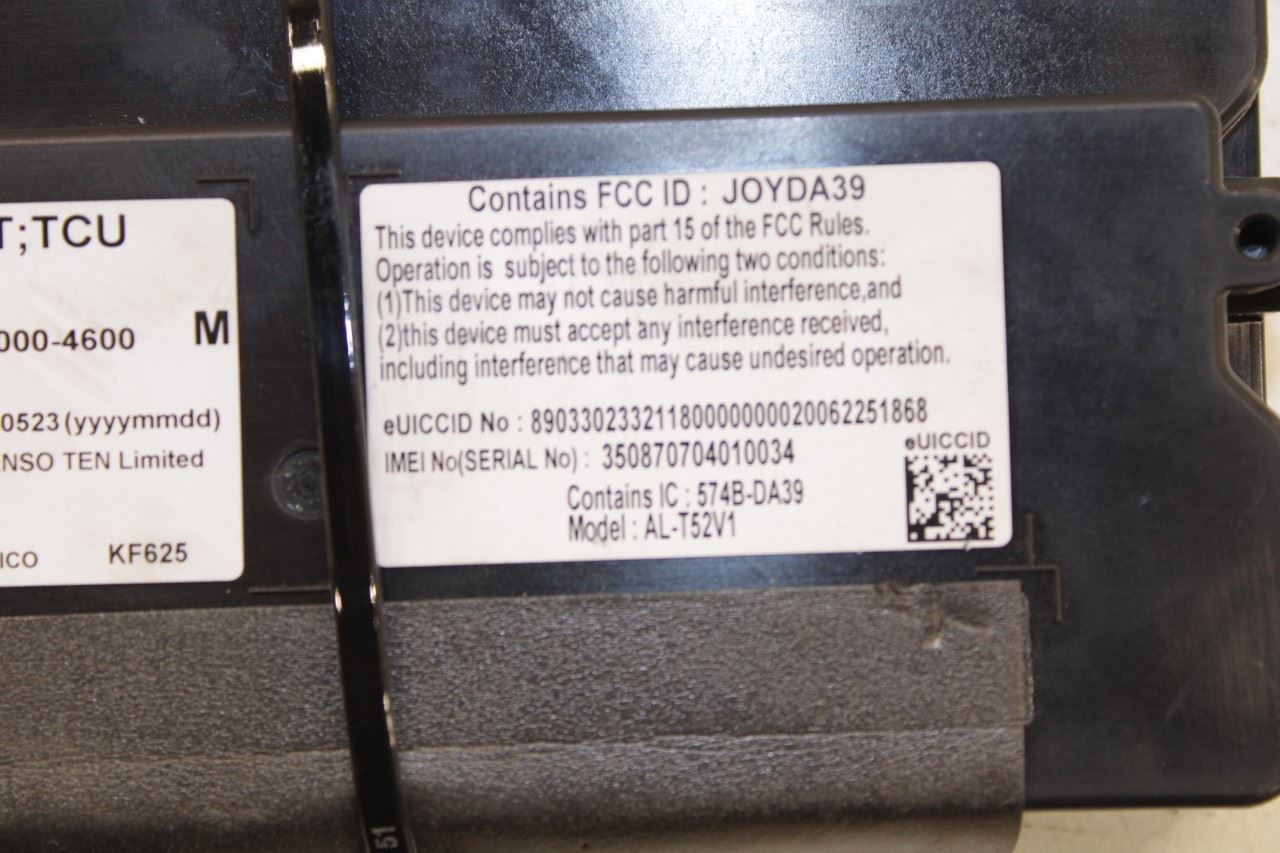 T;TCU
000-4600 M
0523 (yyyymmdd)
ENSO TEN Limited
ICO KF625
Contains FCC ID : JOYDA39
This device complies with part 15 of the FCC Rules.
Operation is subject to the following two conditions:
(1)This device may not cause harmful interference,and
(2)this device must accept any interference received,
including interference that may cause undesired operation.
eUICCID No : 89033023321180000000020062251868
IMEI No(SERIAL No) : 350870704010034
eUICCID
Contains IC : 574B-DA39
Model : AL-T52V1
51